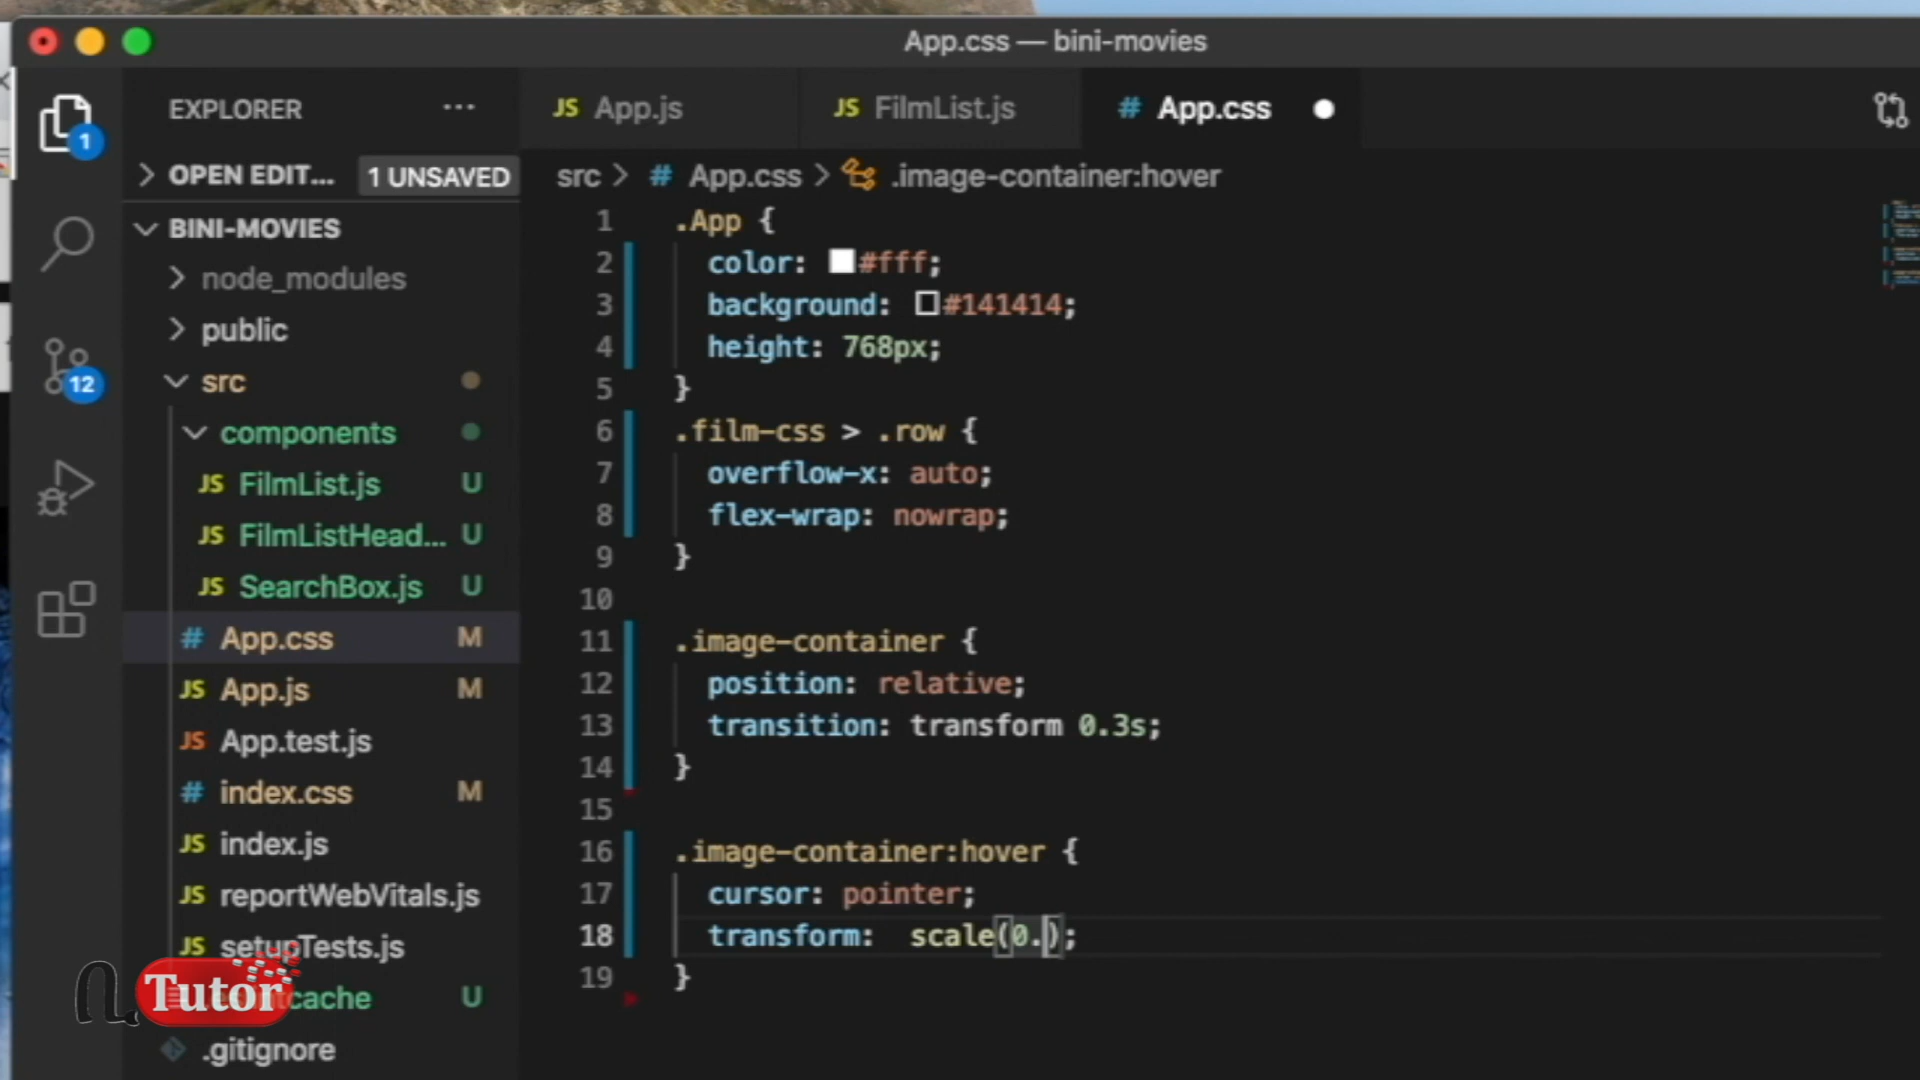 App.css — bini-movies
EXPLORER
JS App.js
JS FilmList.js
# App.css
1
OPEN EDIT...
1 UNSAVED
src > # App.css > .image-container:hover
BINI-MOVIES
node_modules
public
src
12
components
JS FilmList.js U
JS FilmListHead... U
JS SearchBox.js U
# App.css M
JS App.js M
JS App.test.js
# index.css M
JS index.js
JS reportWebVitals.js
JS setupTests.js
cache U
.gitignore
1 .App {
2 color: #fff;
3 background: #141414;
4 height: 768px;
5 }
6 .film-css > .row {
7 overflow-x: auto;
8 flex-wrap: nowrap;
9 }
10
11 .image-container {
12 position: relative;
13 transition: transform 0.3s;
14 }
15
16 .image-container:hover {
17 cursor: pointer;
18 transform:  scale(0.);
19 }
Tutor